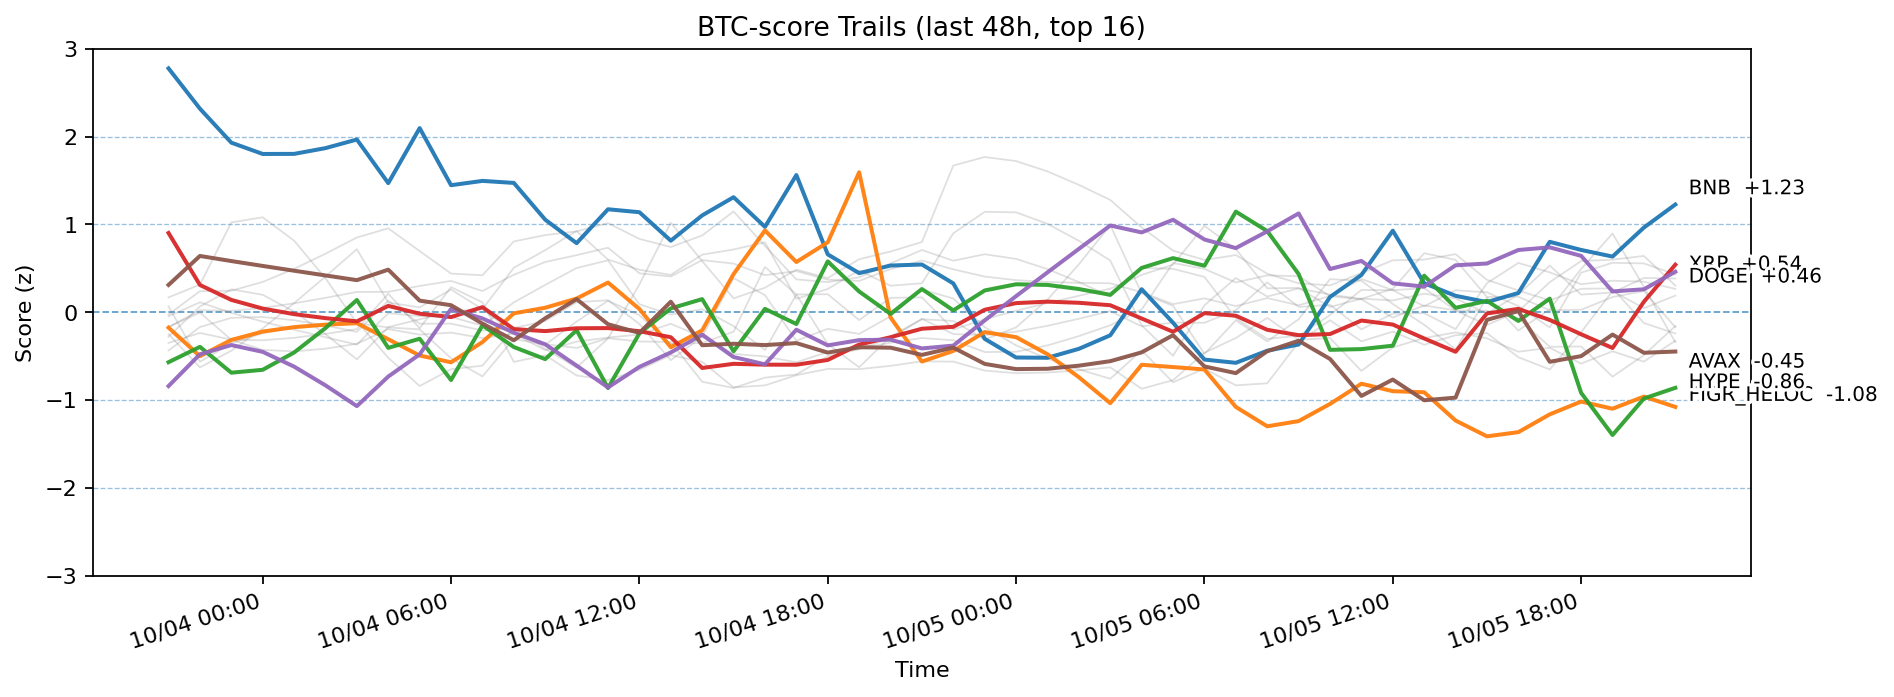 BTC-score Trails (last 48h, top 16)
3
2
1
0
−1
−2
−3
Score (z)
BNB +1.23
XRP +0.54
DOGE +0.46
AVAX -0.45
HYPE -0.86
FIGR_HELOC -1.08
10/04 00:00
10/04 06:00
10/04 12:00
10/04 18:00
10/05 00:00
10/05 06:00
10/05 12:00
10/05 18:00
Time